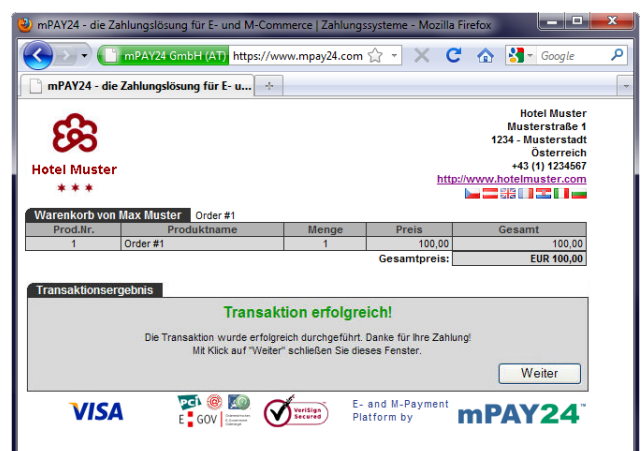 mPAY24 - die Zahlungslösung für E- und M-Commerce | Zahlungssysteme - Mozilla Firefox
mPAY24 GmbH (AT) https://www.mpay24.com Google
mPAY24 - die Zahlungslösung für E- u...
Hotel Muster
Musterstraße 1
1234 - Musterstadt
Österreich
+43 (1) 1234567
http://www.hotelmuster.com
Hotel Muster
Warenkorb von Max Muster Order #1
Prod.Nr. Produktname Menge Preis Gesamt
1 Order #1 1 100,00 100,00
Gesamtpreis: EUR 100,00
Transaktionsergebnis
Transaktion erfolgreich!
Die Transaktion wurde erfolgreich durchgeführt. Danke für Ihre Zahlung!
Mit Klick auf "Weiter" schließen Sie dieses Fenster.
Weiter
VISA
PCI
E GOV
VeriSign
Secured
E- and M-Payment
Platform by
mPAY24